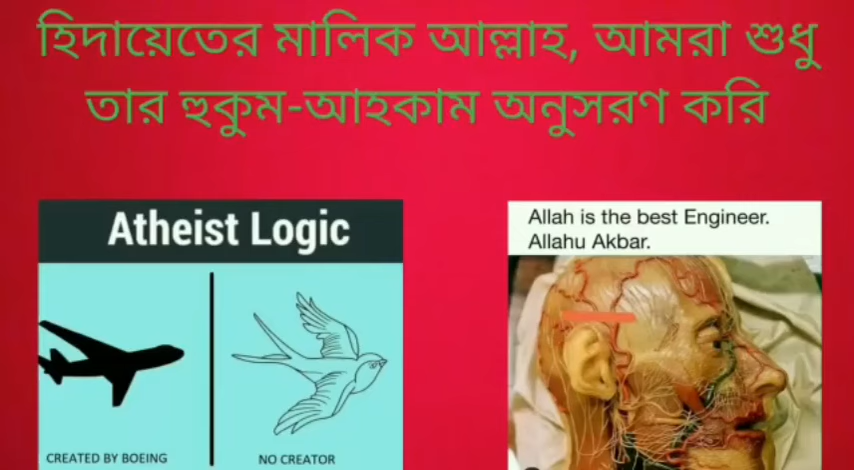 হিদায়েতের মালিক আল্লাহ, আমরা শুধু
তার হুকুম-আহকাম অনুসরণ করি
Atheist Logic
CREATED BY BOEING
NO CREATOR
Allah is the best Engineer.
Allahu Akbar.